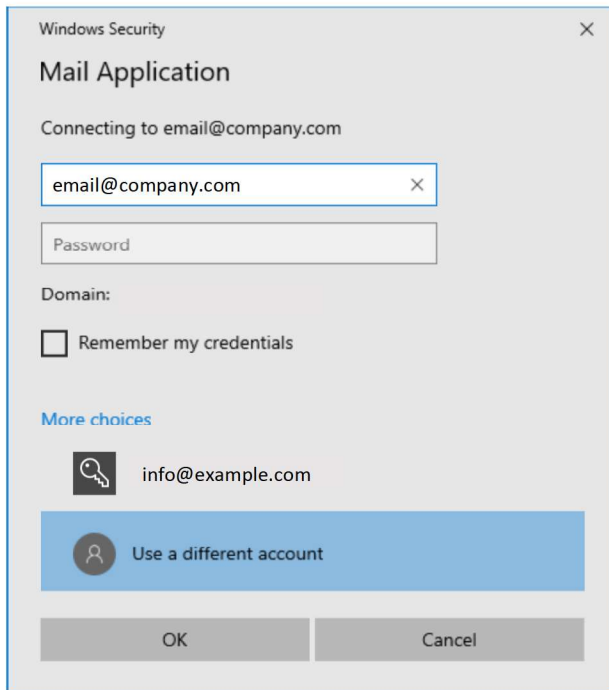 Windows Security
Mail Application
Connecting to email@company.com
email@company.com
Password
Domain:
Remember my credentials
More choices
info@example.com
Use a different account
OK
Cancel